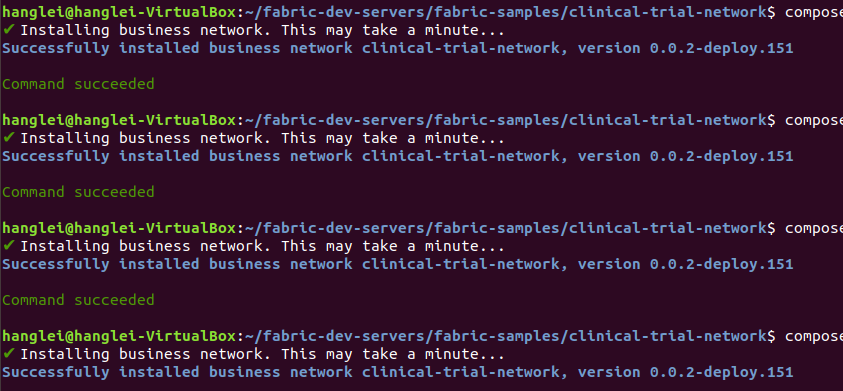 hanglei@hanglei-VirtualBox:~/fabric-dev-servers/fabric-samples/clinical-trial-network$ compose
✔ Installing business network. This may take a minute...
Successfully installed business network clinical-trial-network, version 0.0.2-deploy.151
Command succeeded
hanglei@hanglei-VirtualBox:~/fabric-dev-servers/fabric-samples/clinical-trial-network$ compose
✔ Installing business network. This may take a minute...
Successfully installed business network clinical-trial-network, version 0.0.2-deploy.151
Command succeeded
hanglei@hanglei-VirtualBox:~/fabric-dev-servers/fabric-samples/clinical-trial-network$ compose
✔ Installing business network. This may take a minute...
Successfully installed business network clinical-trial-network, version 0.0.2-deploy.151
Command succeeded
hanglei@hanglei-VirtualBox:~/fabric-dev-servers/fabric-samples/clinical-trial-network$ compose
✔ Installing business network. This may take a minute...
Successfully installed business network clinical-trial-network, version 0.0.2-deploy.151